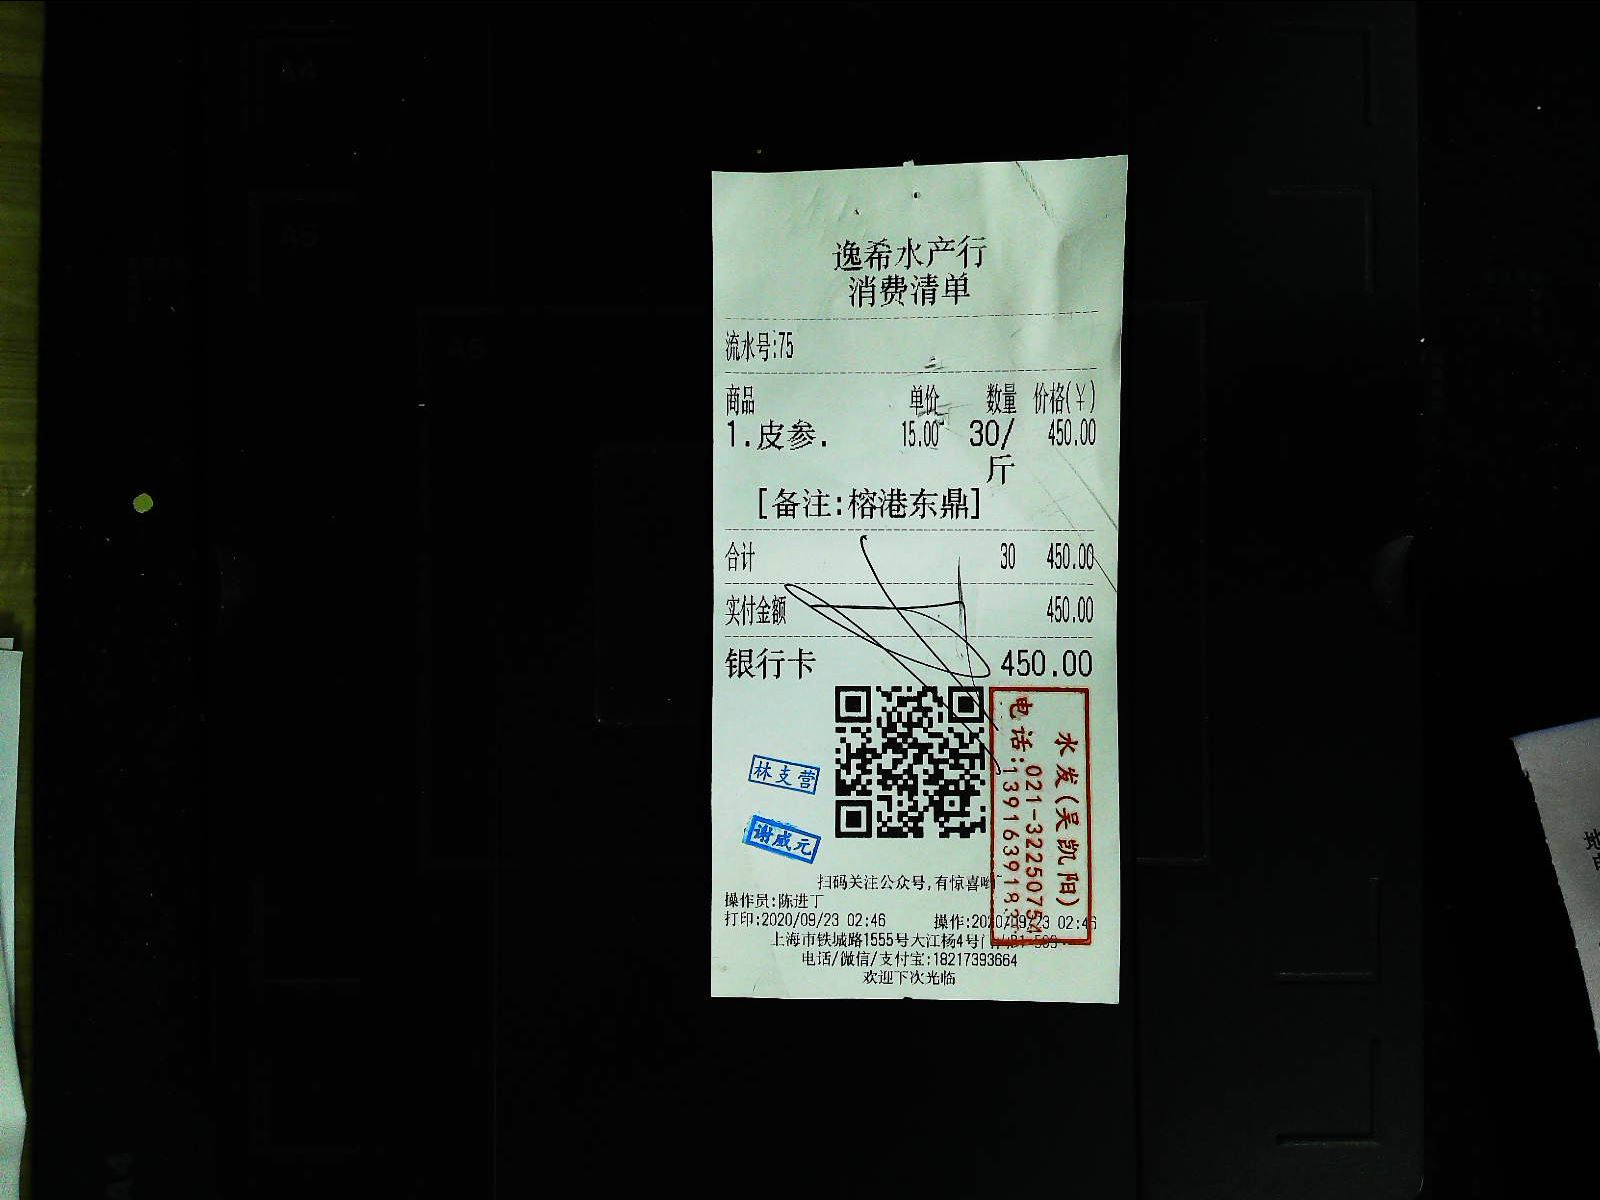 逸希水产行
消费清单
流水号:75
商品 单价 数量 价格(¥)
1.皮参. 15.00 30/斤 450.00
[备注:榕港东鼎]
合计 30 450.00
实付金额 450.00
银行卡 450.00
水发(吴凯阳)
电话:021-32250754
林支营
谢威元
扫码关注公众号,有惊喜哟
操作员:陈进丁
打印:2020/09/23 02:46 操作:2020/09/23 02:46
上海市铁城路1555号大江杨4号
电话/微信/支付宝:18217393664
欢迎下次光临